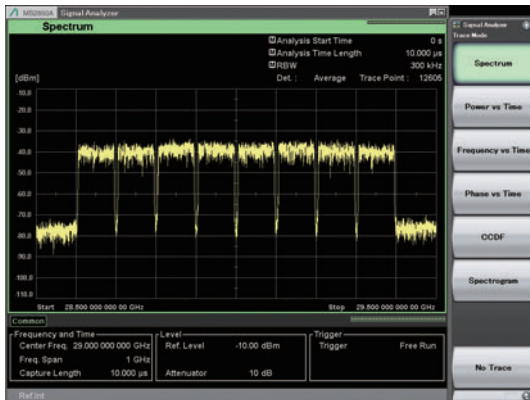 MS2850A Signal Analyzer
Spectrum
M Analysis Start Time 0 s
M Analysis Time Length 10.000 µs
M RBW 300 kHz
Det. : Average Trace Point : 12605
[dBm]
-10.0
-20.0
-30.0
-40.0
-50.0
-60.0
-70.0
-80.0
-90.0
-100.0
-110.0
Start 28.500 000 000 00 GHz Stop 29.500 000 000 00 GHz
Common
Frequency and Time
Center Freq. 29.000 000 000 GHz
Freq. Span 1 GHz
Capture Length 10.000 µs
Level
Ref. Level -10.00 dBm
Attenuator 10 dB
Trigger
Trigger Free Run
Ref.Int
Signal Analyzer
Trace Mode
Spectrum
Power vs Time
Frequency vs Time
Phase vs Time
CCDF
Spectrogram
No Trace